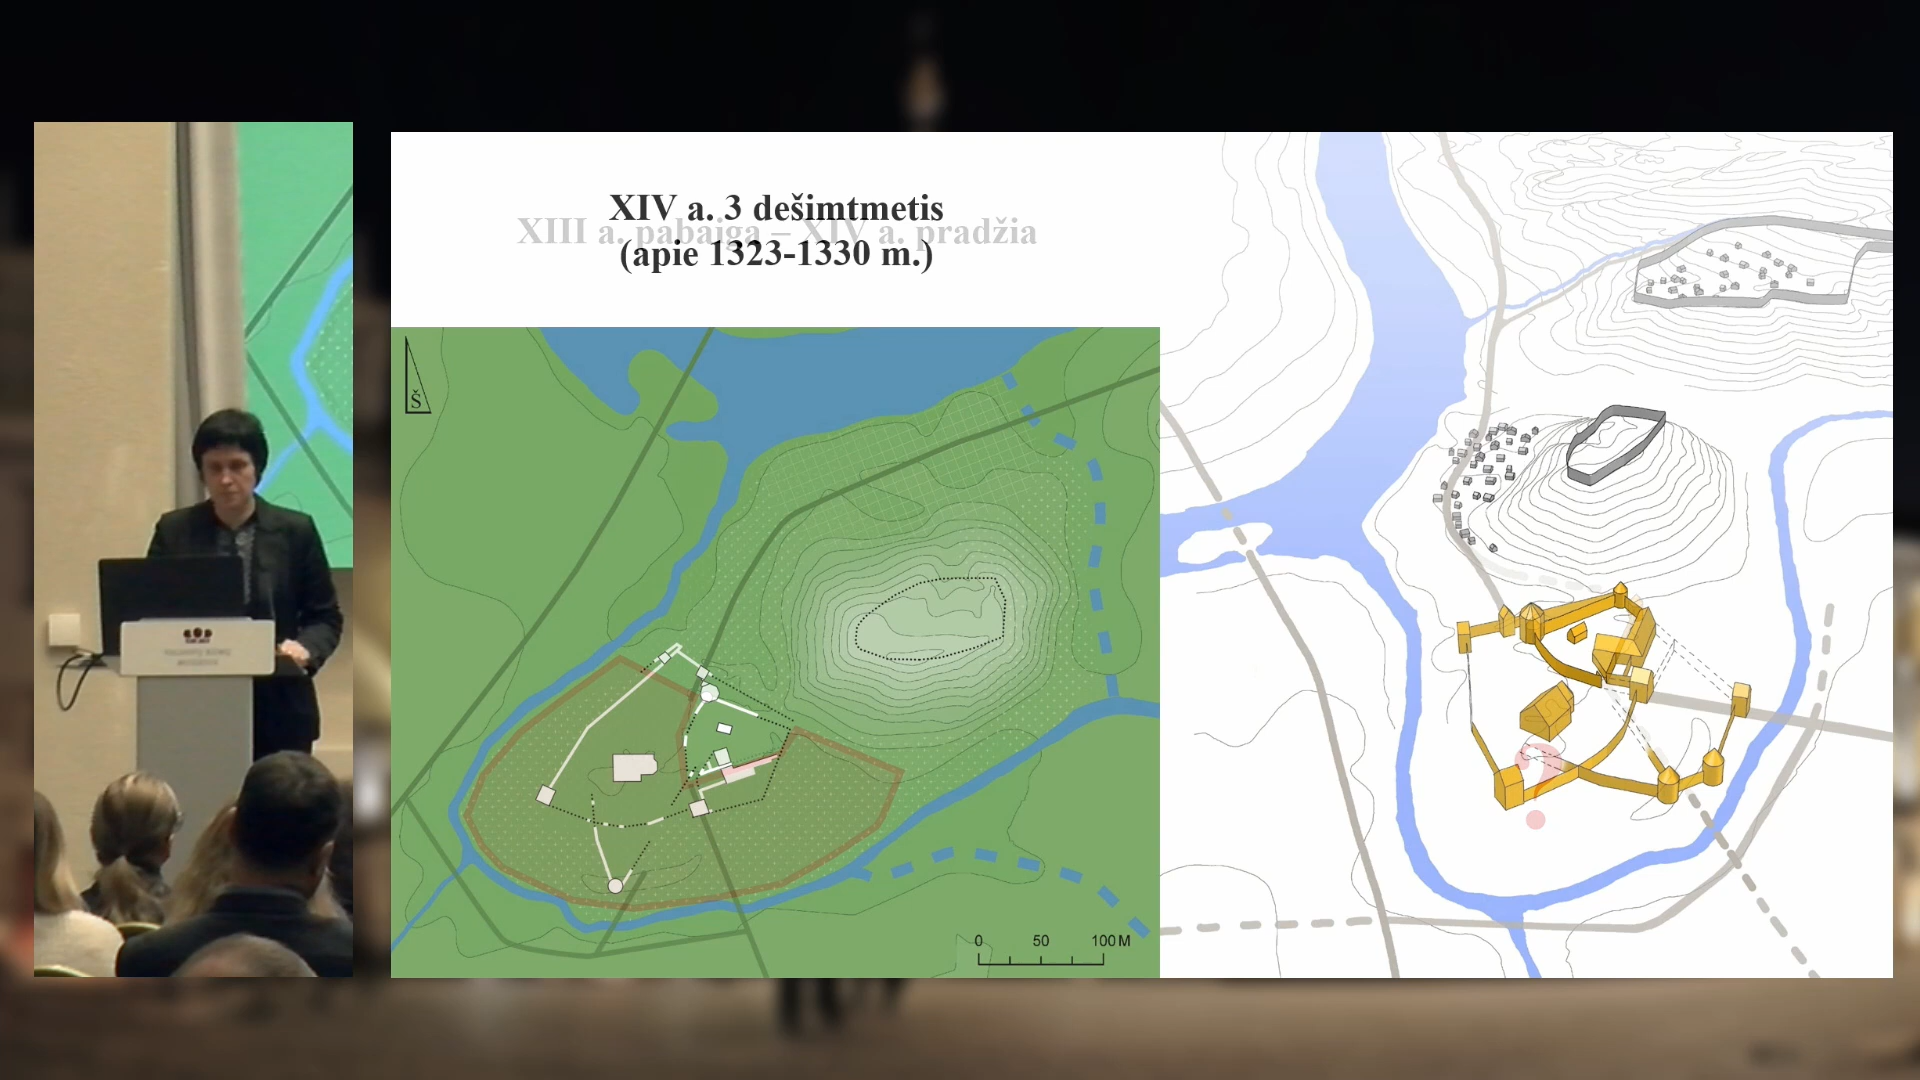 XIV a. 3 dešimtmetis
XIII a. pabaiga – XIV a. pradžia
(apie 1323-1330 m.)
Š
0 50 100 M
?